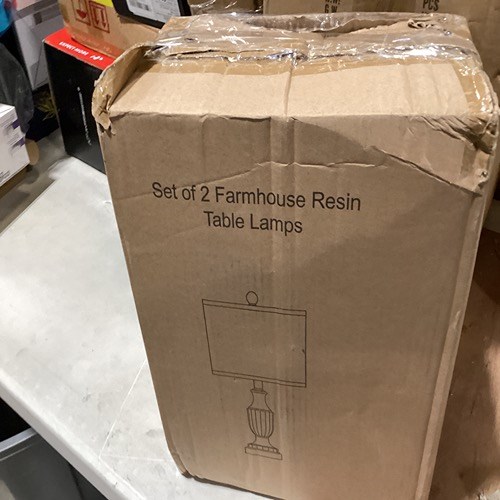 Set of 2 Farmhouse Resin
Table Lamps